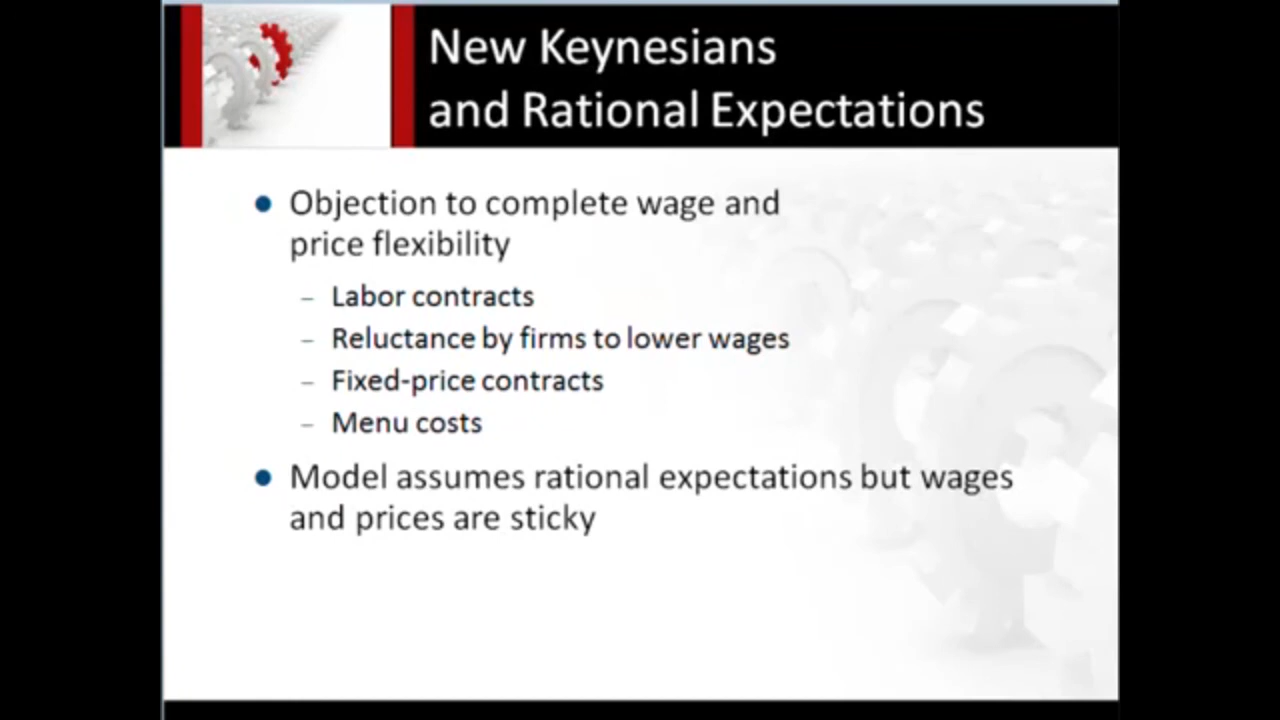 New Keynesians
and Rational Expectations
● Objection to complete wage and
price flexibility
– Labor contracts
– Reluctance by firms to lower wages
– Fixed-price contracts
– Menu costs
● Model assumes rational expectations but wages
and prices are sticky